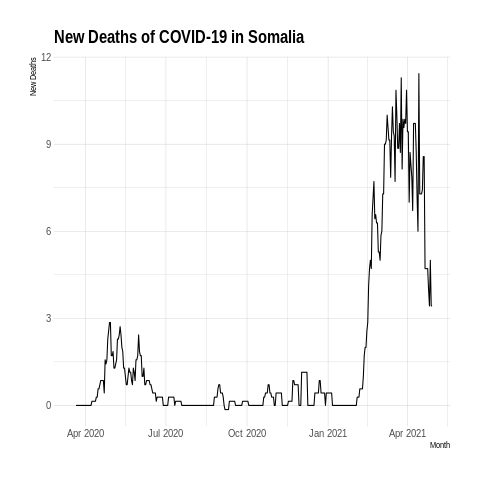 New Deaths of COVID-19 in Somalia
New Deaths
12
9
6
3
0
Apr 2020 Jul 2020 Oct 2020 Jan 2021 Apr 2021
Month